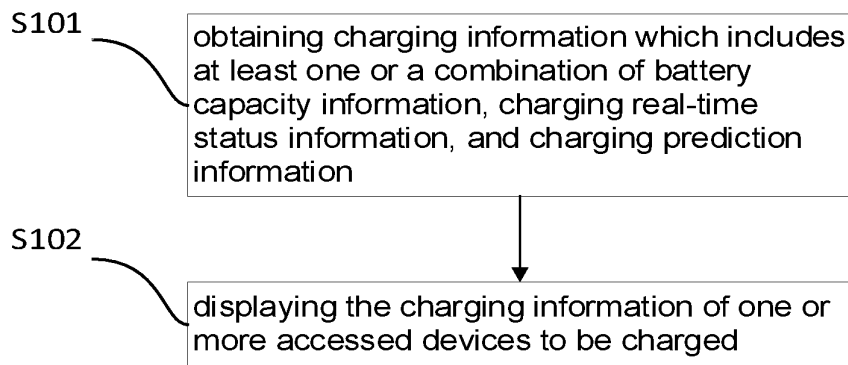 S101
obtaining charging information which includes
at least one or a combination of battery
capacity information, charging real-time
status information, and charging prediction
information
S102
displaying the charging information of one or
more accessed devices to be charged